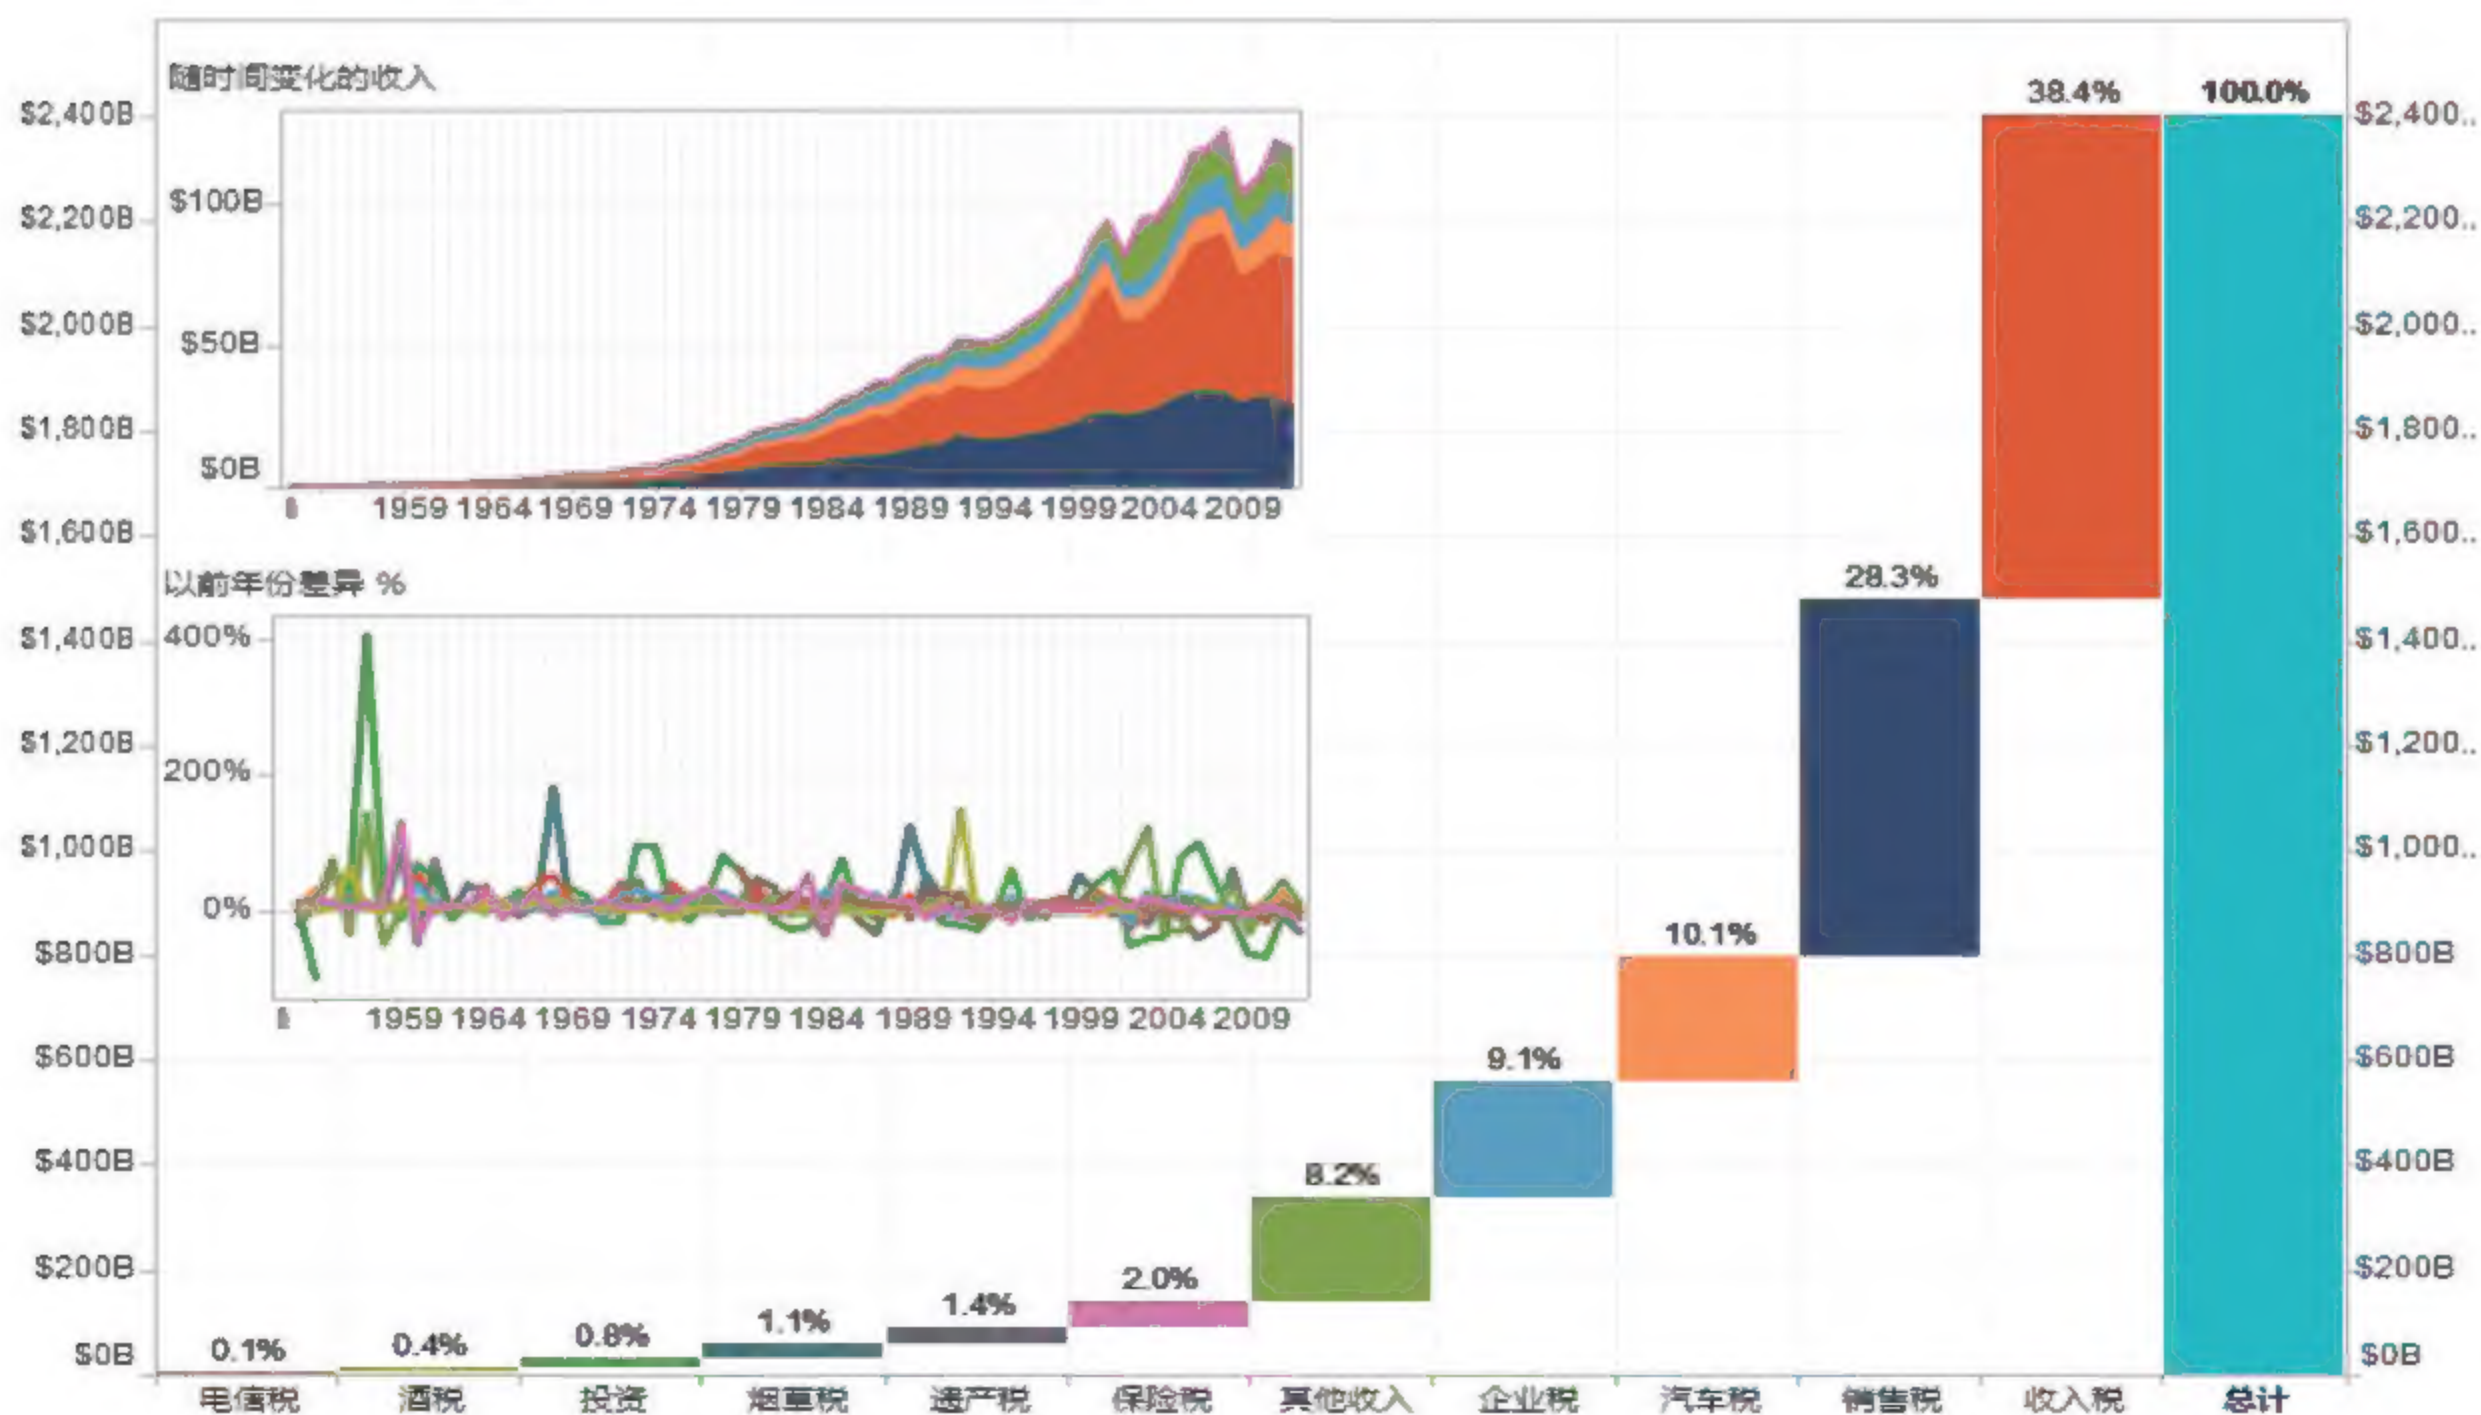 随时间变化的收入
$100B
$50B
$0B
1959 1964 1969 1974 1979 1984 1989 1994 1999 2004 2009
以前年份差异 %
400%
200%
0%
1959 1964 1969 1974 1979 1984 1989 1994 1999 2004 2009
$2,400B
$2,200B
$2,000B
$1,800B
$1,600B
$1,400B
$1,200B
$1,000B
$800B
$600B
$400B
$200B
$0B
0.1%
0.4%
0.8%
1.1%
1.4%
2.0%
8.2%
9.1%
10.1%
28.3%
38.4%
100.0%
$2,400..
$2,200..
$2,000..
$1,800..
$1,600..
$1,400..
$1,200..
$1,000..
$800B
$600B
$400B
$200B
$0B
电信税 酒税 投资 烟草税 遗产税 保险税 其他收入 企业税 汽车税 销售税 收入税 总计